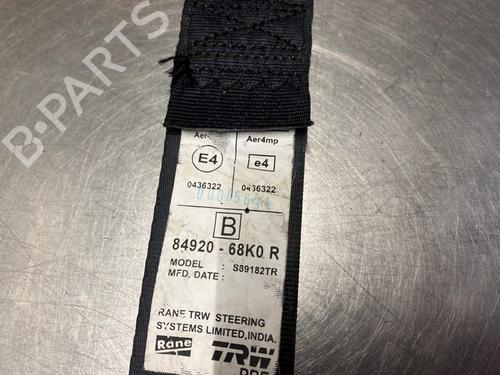 B-PARTS
Aer-
Aer4mp
E4
e4
0436322
0436322
B
84920 - 68K0 R
MODEL : S89182TR
MFD. DATE :
RANE TRW STEERING
SYSTEMS LIMITED, INDIA.
Rane
TRW